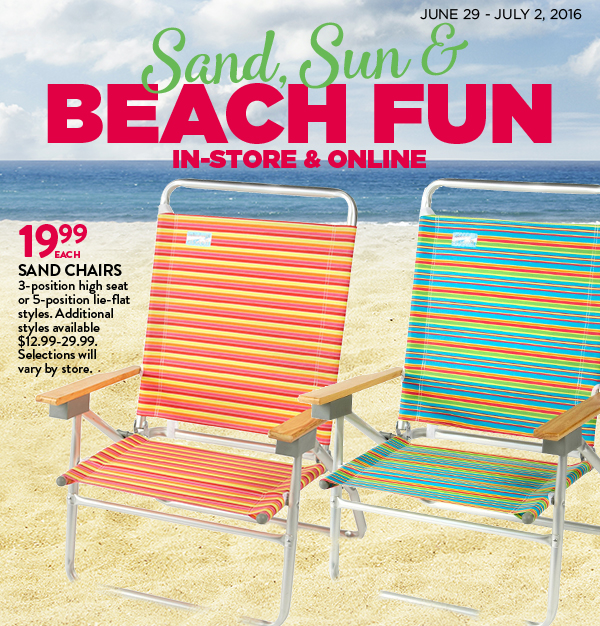 JUNE 29 - JULY 2, 2016
Sand, Sun &
BEACH FUN
IN-STORE & ONLINE
19.99
EACH
SAND CHAIRS
3-position high seat
or 5-position lie-flat
styles. Additional
styles available
$12.99-29.99.
Selections will
vary by store.